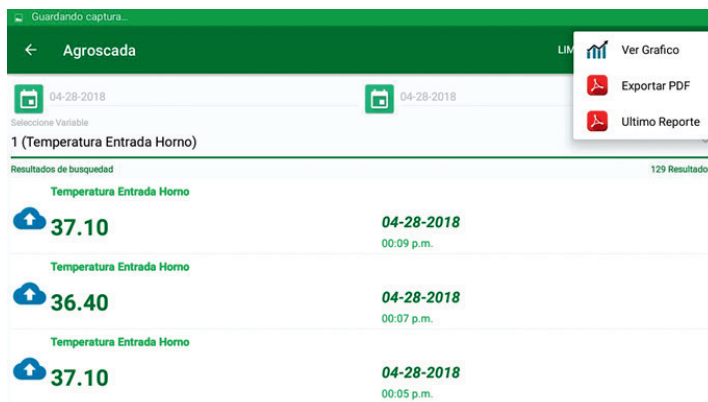 Guardando captura...
Agroscada
LIM
Ver Grafico
Exportar PDF
Ultimo Reporte
04-28-2018
04-28-2018
Seleccione Variable
1 (Temperatura Entrada Horno)
Resultados de busquedad
129 Resultado
Temperatura Entrada Horno
37.10
04-28-2018
00:09 p.m.
Temperatura Entrada Horno
36.40
04-28-2018
00:07 p.m.
Temperatura Entrada Horno
37.10
04-28-2018
00:05 p.m.